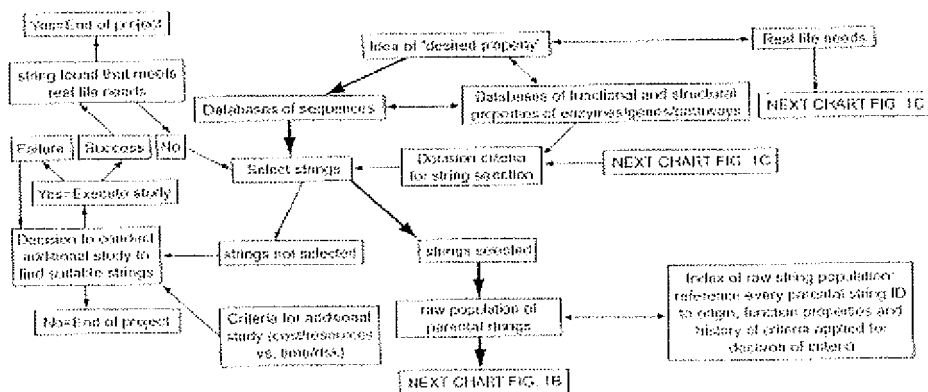 Yes=End of project
Idea of "desired property"
Real life needs
string found that meets
real life needs
Databases of sequences
Databases of functional and structural
properties of enzymes/genes/pathways
NEXT CHART FIG. 1C
Failure
Success
No
Select strings
Decision criteria
for string selection
NEXT CHART FIG. 1C
Yes=Execute study
Decision to conduct
additional study to
find suitable strings
strings not selected
strings selected
No=End of project
Criteria for additional
study (cost/resources
vs. time/risk)
raw population of
parental strings
Index of raw string population:
reference every parental string ID
to origin, function properties and
history of criteria applied for
decision of criteria
NEXT CHART FIG. 1B